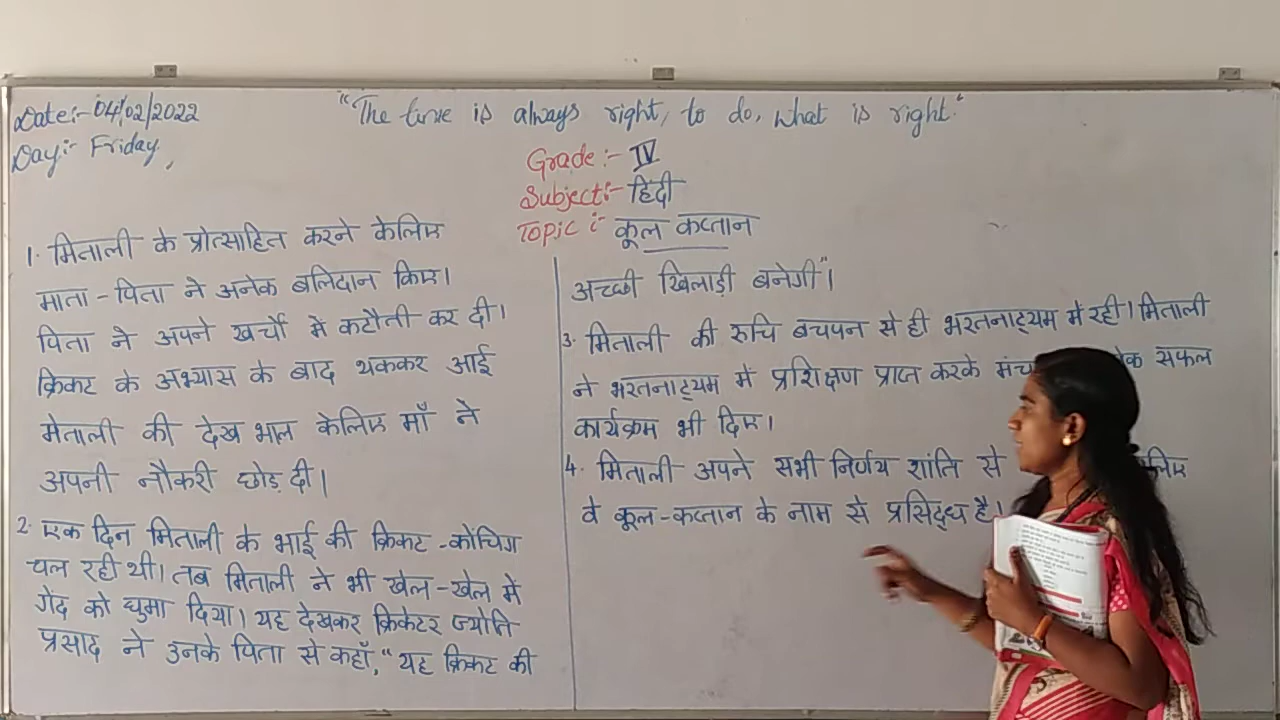 Date:- 04/02/2022
"The time is always right, to do, what is right"
Day:- Friday,
Grade:- IV
Subject:- हिंदी
Topic :- कूल कप्तान
1. मिताली के प्रोत्साहित करने केलिए
माता - पिता ने अनेक बलिदान किए।
पिता ने अपने खर्चों में कटौती कर दी।
क्रिकट के अभ्यास के बाद थककर आई
मेताली की देख भाल केलिए माँ ने
अपनी नौकरी छोड़ दी।
2. एक दिन मिताली के भाई की क्रिकट - कोंचिग
चल रही थी। तब मिताली ने भी खेल - खेल में
गेंद को घुमा दिया। यह देखकर क्रिकेटर ज्योति
प्रसाद ने उनके पिता से कहाँ, "यह क्रिकट की
अच्छी खिलाड़ी बनेगी"।
3. मिताली की रुचि बचपन से ही भरतनाट्यम में रही। मिताली
ने भरतनाट्यम में प्रशिक्षण प्राप्त करके सफल
कार्यक्रम भी दिए।
4. मिताली अपने सभी निर्णय शांति से
वे कूल - कप्तान के नाम से प्रसिद्ध है।